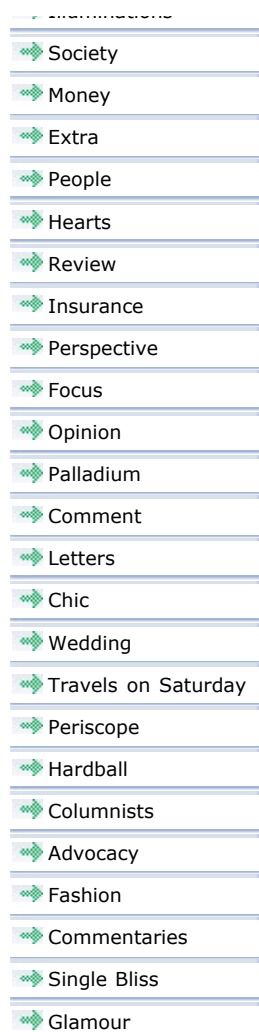 Illuminations
Society
Money
Extra
People
Hearts
Review
Insurance
Perspective
Focus
Opinion
Palladium
Comment
Letters
Chic
Wedding
Travels on Saturday
Periscope
Hardball
Columnists
Advocacy
Fashion
Commentaries
Single Bliss
Glamour